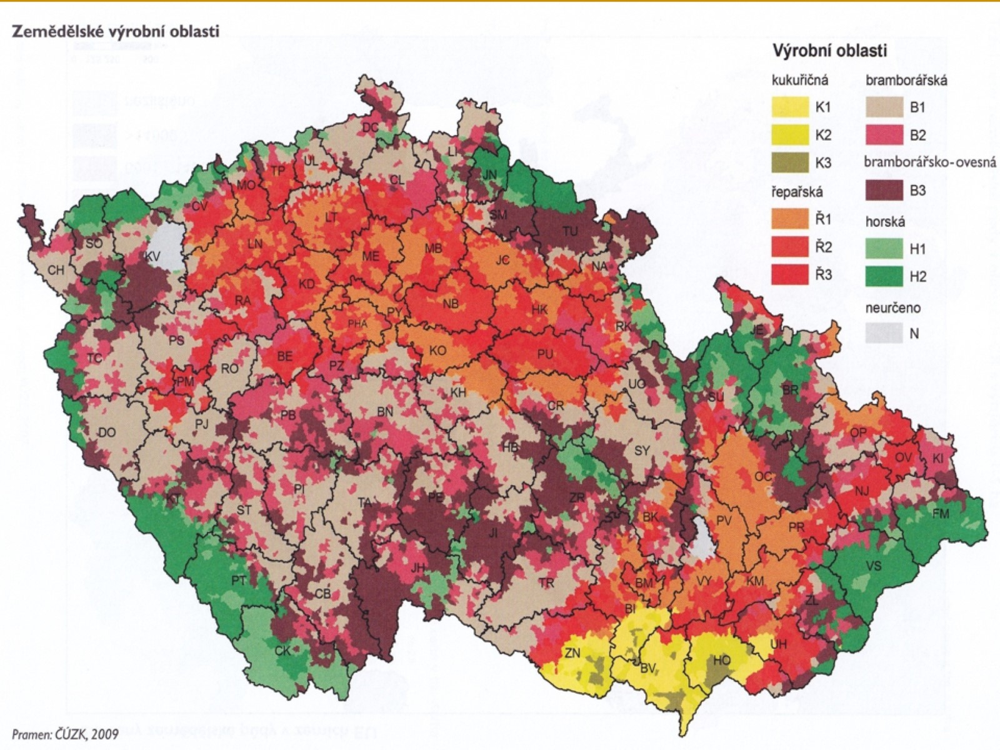 Zemědělské výrobní oblasti
Výrobní oblasti
kukuřičná
K1
K2
K3
řepařská
Ř1
Ř2
Ř3
bramborářská
B1
B2
bramborářsko-ovesná
B3
horská
H1
H2
neurčeno
N
DC
LI
UL
TP
JN
CL
MO
CV
SM
LT
TU
SO
LN
MB
KV
ME
JC
NA
CH
KD
RA
NB
HK
PY
PHA
RK
JE
PS
TC
BE
KO
PU
RO
PZ
PM
UO
KH
BR
SU
CR
BN
PB
PJ
DO
OP
HB
SY
OV
KI
OC
PI
NJ
KT
PE
ZR
TA
ST
BK
FM
PV
PR
JI
JH
VS
PT
TR
BM
VY
KM
CB
ZL
BI
UH
CK
ZN
HO
BV
Pramen: ČÚZK, 2009